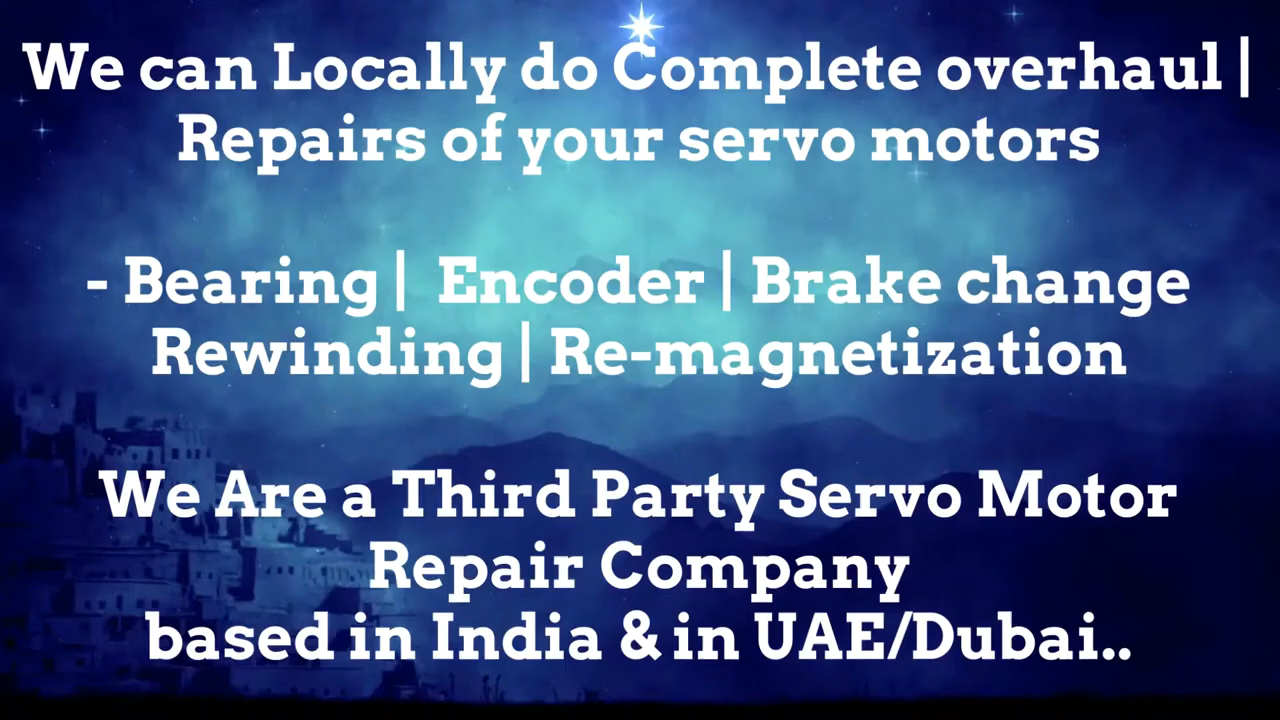 We can Locally do Complete overhaul |
Repairs of your servo motors
- Bearing | Encoder | Brake change
Rewinding | Re-magnetization
We Are a Third Party Servo Motor
Repair Company
based in India & in UAE/Dubai..